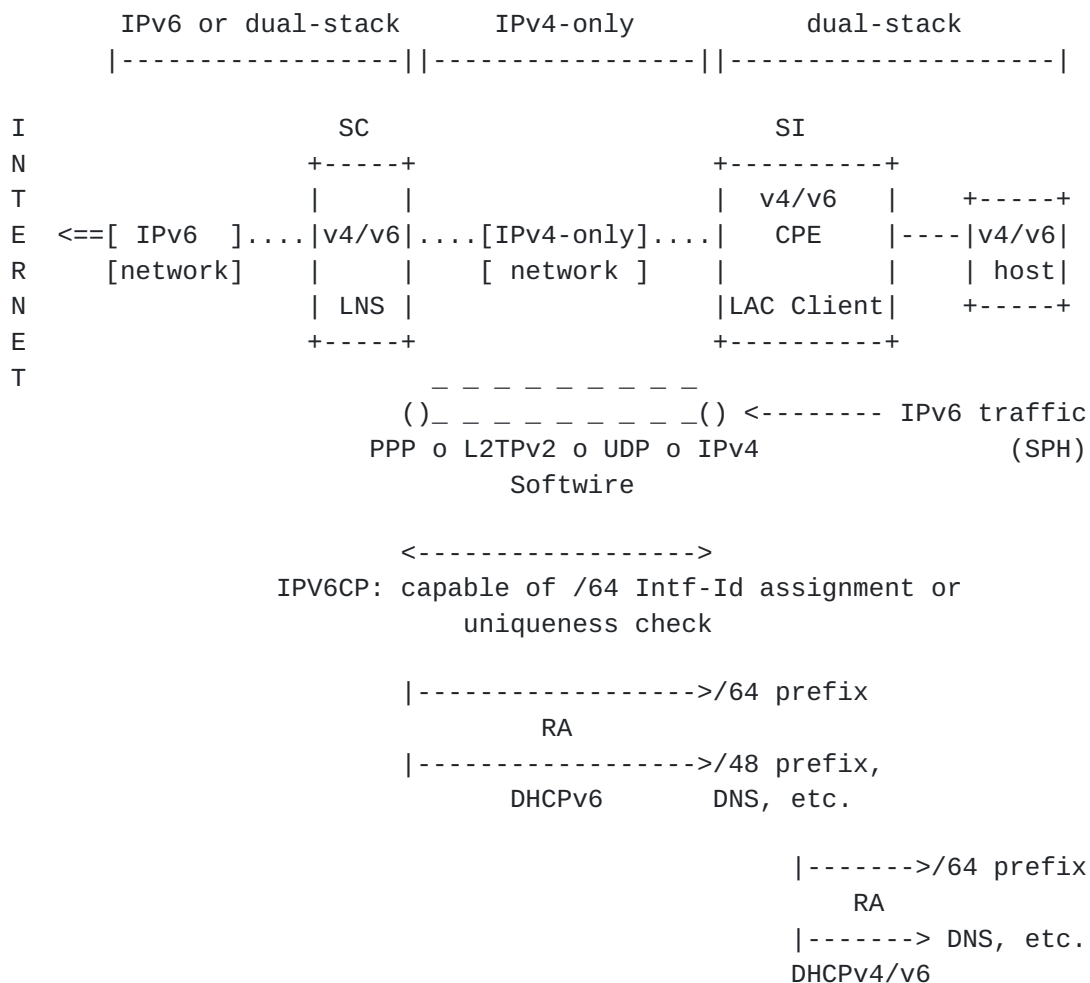 IPv6 or dual-stack      IPv4-only           dual-stack
      |------------------||-----------------||---------------------|

I                    SC                          SI
N                  +-----+                   +----------+
T                  |     |                   |  v4/v6   |    +-----+
E  <==[ IPv6  ]....|v4/v6|....[IPv4-only]....|   CPE    |----|v4/v6|
R     [network]    |     |    [ network ]    |          |    | host|
N                  | LNS |                   |LAC Client|    +-----+
E                  +-----+                   +----------+
T                          _ _ _ _ _ _ _ _ _
                         ()_ _ _ _ _ _ _ _ _() <-------- IPv6 traffic
                       PPP o L2TPv2 o UDP o IPv4                (SPH)
                                Softwire

                         <------------------>
                 IPV6CP: capable of /64 Intf-Id assignment or
                             uniqueness check

                         |------------------>/64 prefix
                                  RA
                         |------------------>/48 prefix,
                                DHCPv6       DNS, etc.

                                                  |------->/64 prefix
                                                      RA
                                                  |-------> DNS, etc.
                                                  DHCPv4/v6